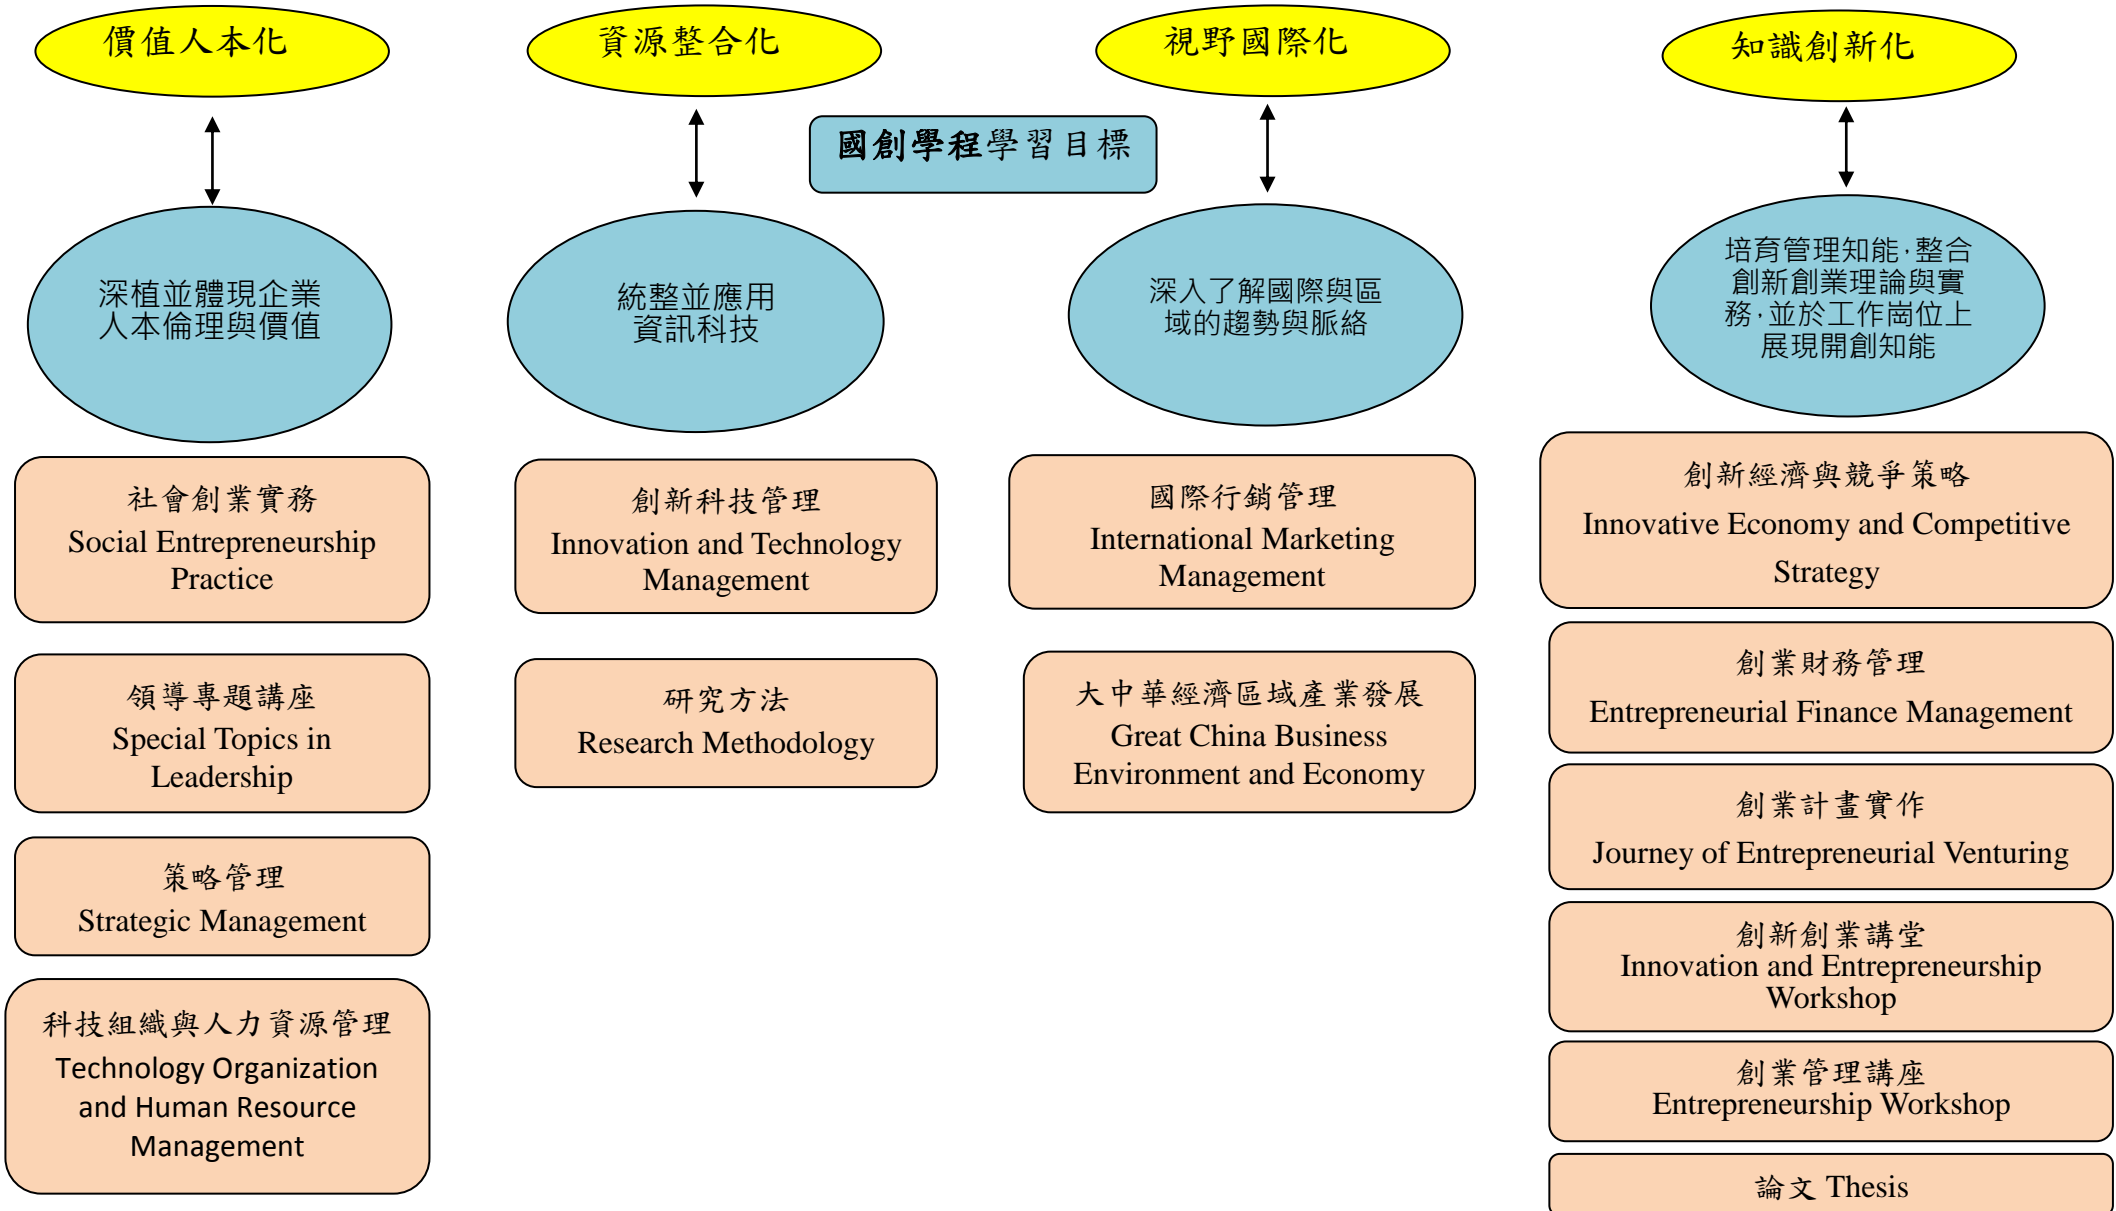 價值人本化
資源整合化
視野國際化
知識創新化
國創學程學習目標
深植並體現企業
人本倫理與價值
統整並應用
資訊科技
深入了解國際與區
域的趨勢與脈絡
培育管理知能,整合
創新創業理論與實
務,並於工作崗位上
展現開創知能
社會創業實務
Social Entrepreneurship
Practice
領導專題講座
Special Topics in
Leadership
策略管理
Strategic Management
科技組織與人力資源管理
Technology Organization
and Human Resource
Management
創新科技管理
Innovation and Technology
Management
研究方法
Research Methodology
國際行銷管理
International Marketing
Management
大中華經濟區域產業發展
Great China Business
Environment and Economy
創新經濟與競爭策略
Innovative Economy and Competitive
Strategy
創業財務管理
Entrepreneurial Finance Management
創業計畫實作
Journey of Entrepreneurial Venturing
創新創業講堂
Innovation and Entrepreneurship
Workshop
創業管理講座
Entrepreneurship Workshop
論文 Thesis